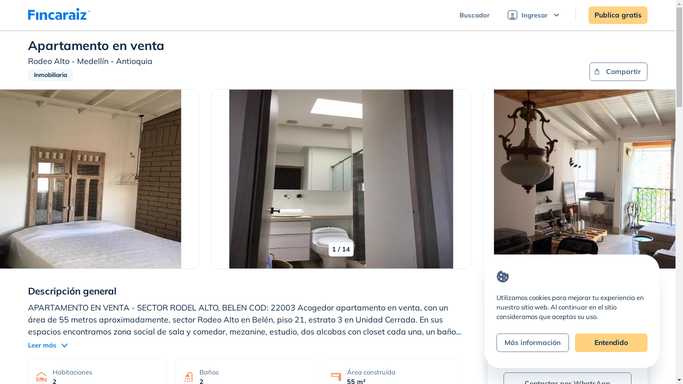 Fincaraiz
Buscador
Ingresar
Publica gratis
Apartamento en venta
Rodeo Alto - Medellín - Antioquia
Inmobiliaria
Compartir
1 / 14
Descripción general
APARTAMENTO EN VENTA - SECTOR RODEL ALTO, BELEN COD: 22003 Acogedor apartamento en venta, con un
área de 55 metros aproximadamente, sector Rodeo Alto en Belén, piso 21, estrato 3 en Unidad Cerrada. En sus
espacios encontramos zona social de sala y comedor, mezanine, estudio, dos alcobas con closet cada una, un baño...
Leer más
Utilizamos cookies para mejorar tu experiencia en
nuestro sitio web. Al continuar en el sitio
consideramos que aceptas su uso.
Más información
Entendido
Habitaciones
2
Baños
2
Área construida
55 m²
Contactar por WhatsApp